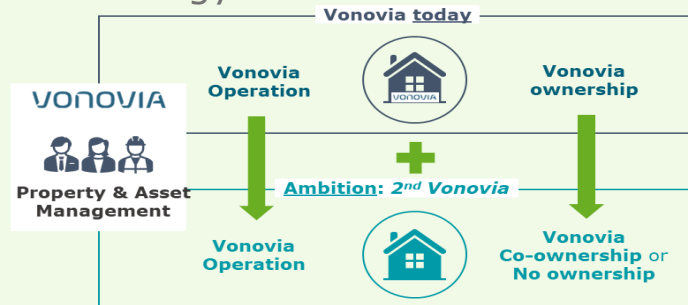 Vonovia today
Vonovia
Operation
VONOVIA
Vonovia
ownership
VONOVIA
Property & Asset
Management
Ambition: 2nd Vonovia
Vonovia
Operation
Vonovia
Co-ownership or
No ownership